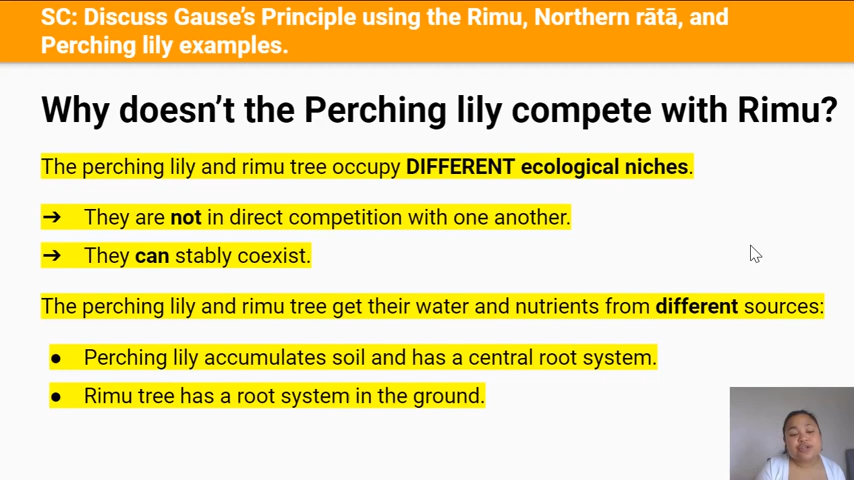 SC: Discuss Gause’s Principle using the Rimu, Northern rātā, and
Perching lily examples.
Why doesn’t the Perching lily compete with Rimu?
The perching lily and rimu tree occupy DIFFERENT ecological niches.
➔ They are not in direct competition with one another.
➔ They can stably coexist.
The perching lily and rimu tree get their water and nutrients from different sources:
● Perching lily accumulates soil and has a central root system.
● Rimu tree has a root system in the ground.